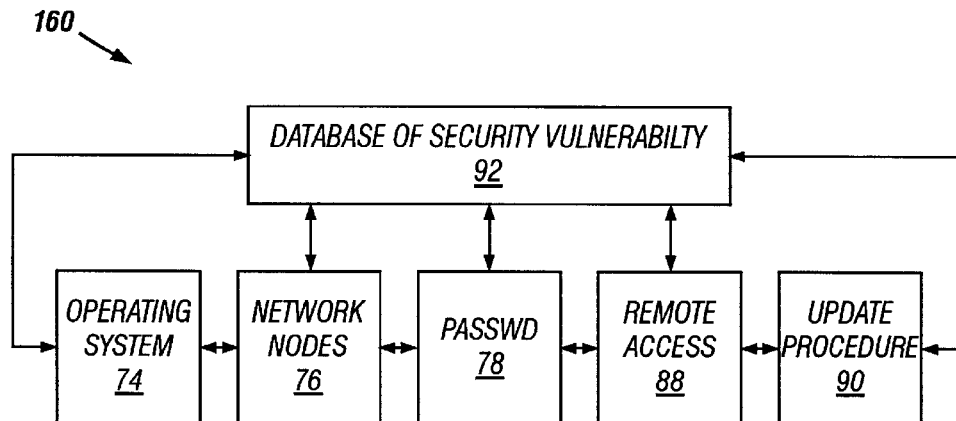 160
DATABASE OF SECURITY VULNERABILTY
92
OPERATING
SYSTEM
74
NETWORK
NODES
76
PASSWD
78
REMOTE
ACCESS
88
UPDATE
PROCEDURE
90